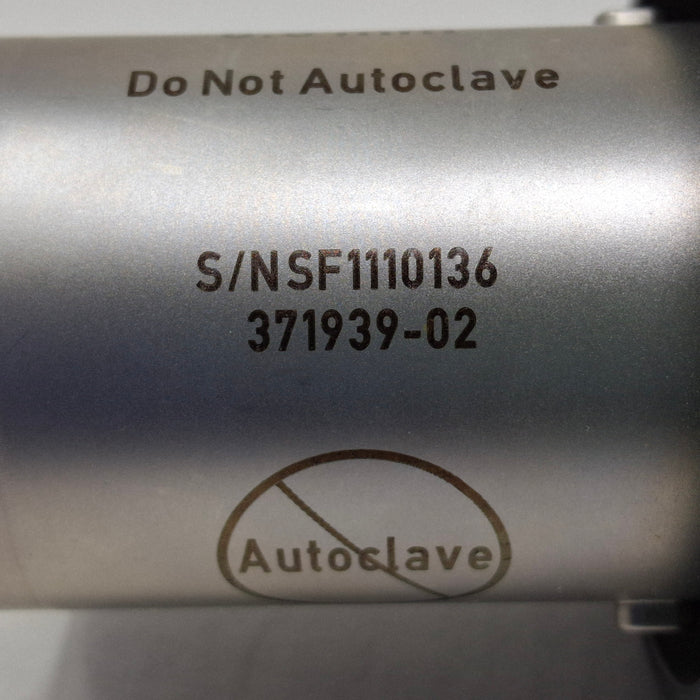 Do Not Autoclave
S/NSF1110136
371939-02
Autoclave